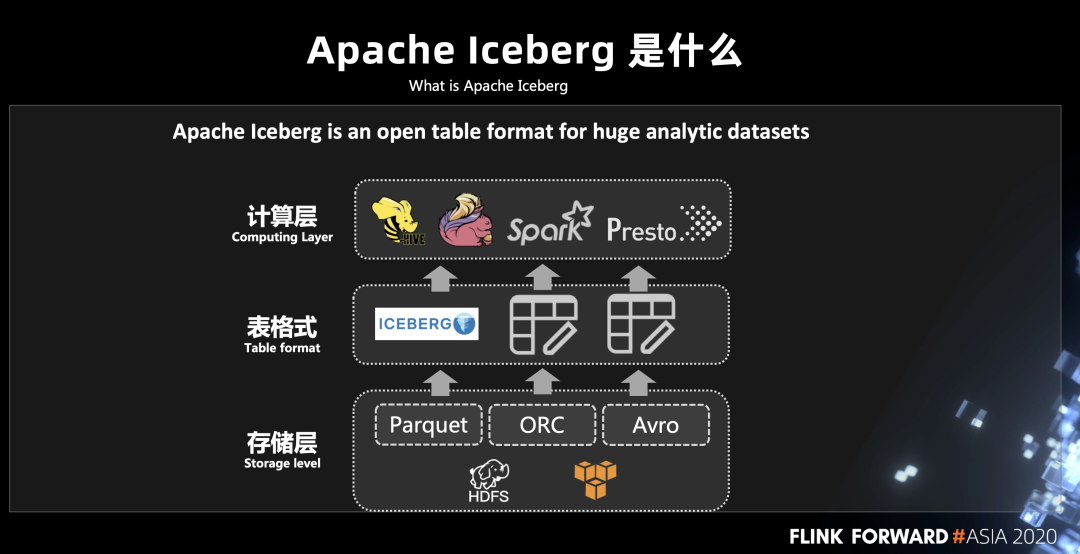 Apache Iceberg 是什么
What is Apache Iceberg
Apache Iceberg is an open table format for huge analytic datasets
计算层
Computing Layer
HIVE
Spark
Presto
表格式
Table format
ICEBERG
存储层
Storage level
Parquet
ORC
Avro
HDFS
FLINK FORWARD #ASIA 2020